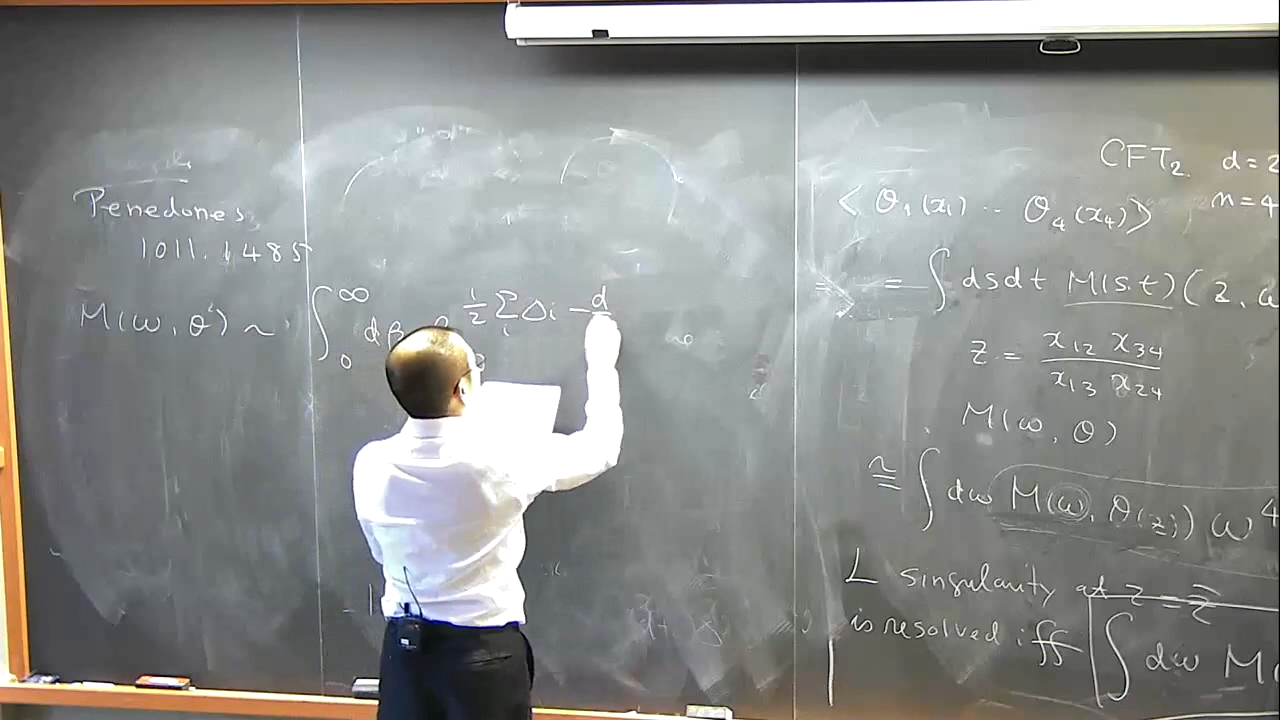 Penedones
1011.1485
M(ω, θ) ~ ∫₀^∞ dβ ½ Σᵢ Δi − d
CFT₂ d=2
< O₁(x₁) -- O₄(x₄) > n=4
= ∫ ds dt M(s,t) ( z,
z = x₁₂ x₃₄ / x₁₃ x₂₄
M(ω, θ)
≅ ∫ dω M(ω, θ(z)) ω⁴
L singularity at z = z̄
is resolved iff ∫ dω M(